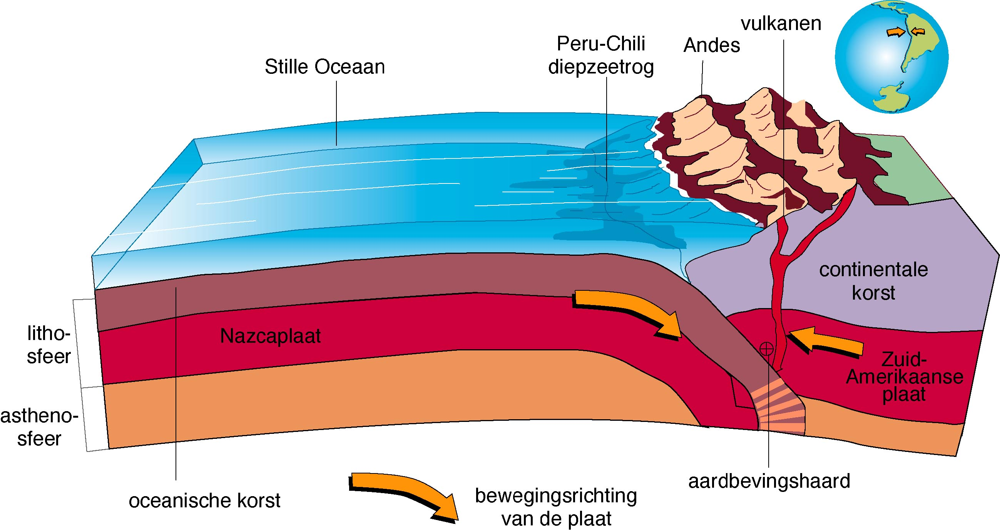 vulkanen
Peru-Chili
diepzeetrog
Andes
Stille Oceaan
continentale
korst
litho-
sfeer
Nazcaplaat
Zuid-
Amerikaanse
plaat
astheno-
sfeer
aardbevingshaard
oceanische korst
bewegingsrichting
van de plaat